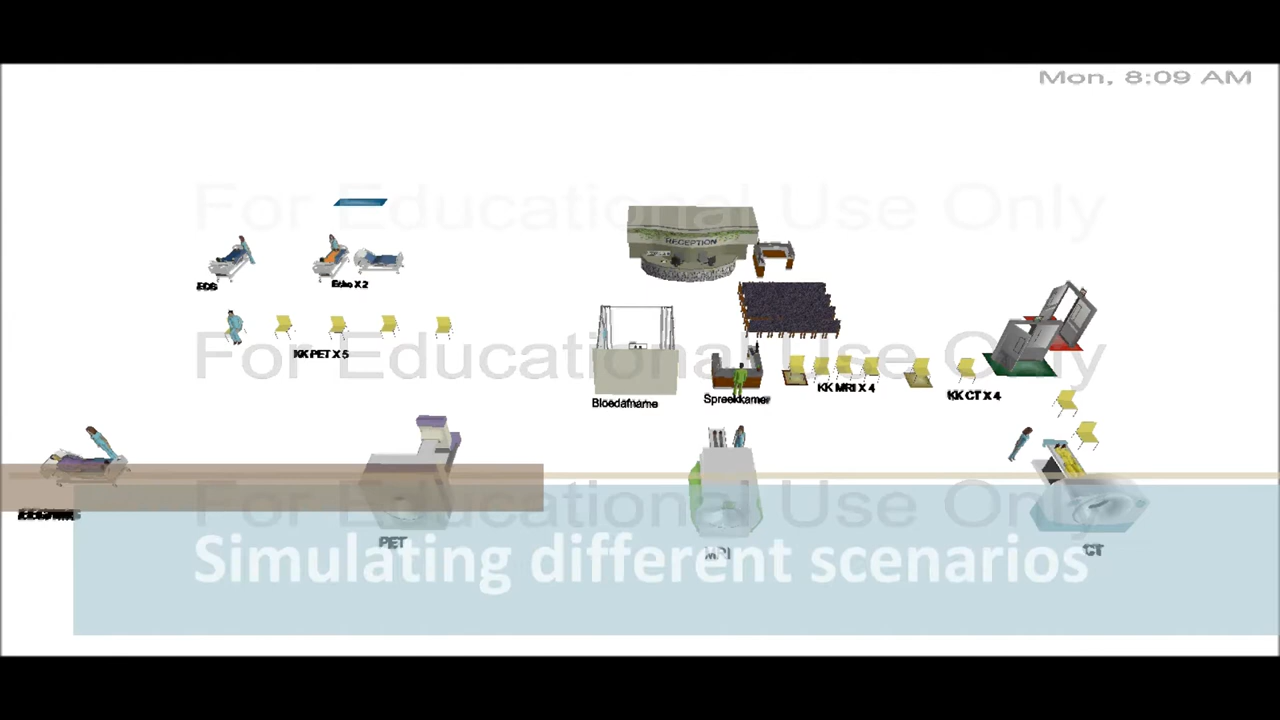 Mon, 8:09 AM
For Educational Use Only
RECEPTION
Echo X 2
For Educational Use Only
KK PET X 5
KK MRI X 4
KK CT X 4
Bloedafname
Spreekkamer
For Educational Use Only
PET
MRI
CT
Simulating different scenarios